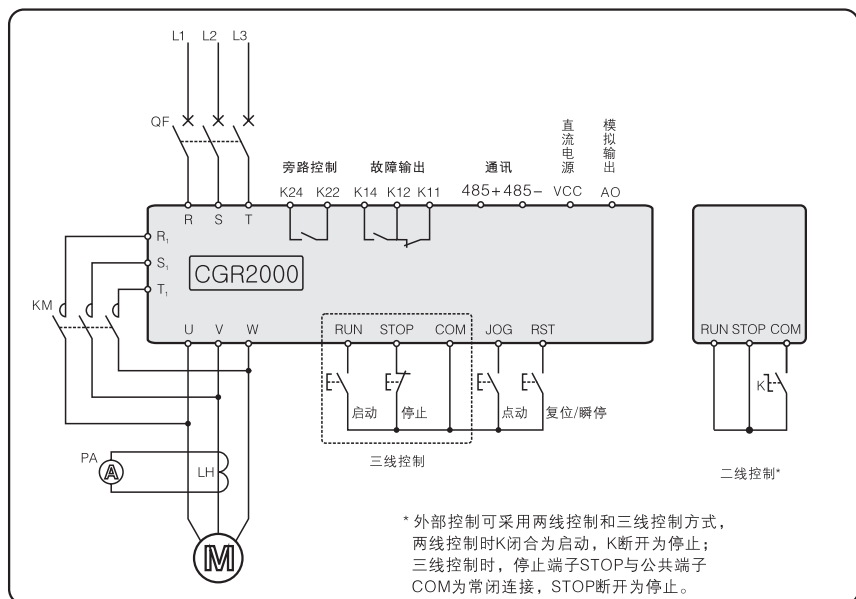 L1 L2 L3
QF
旁路控制 故障输出 通讯 直流电源 模拟输出
K24 K22 K14 K12 K11 485+ 485- VCC AO
R S T
R₁
S₁
T₁
CGR2000
KM
U V W RUN STOP COM JOG RST
启动 停止 点动 复位/瞬停
三线控制
RUN STOP COM
K
二线控制*
PA
A
LH
M
* 外部控制可采用两线控制和三线控制方式，
两线控制时K闭合为启动，K断开为停止；
三线控制时，停止端子STOP与公共端子
COM为常闭连接，STOP断开为停止。